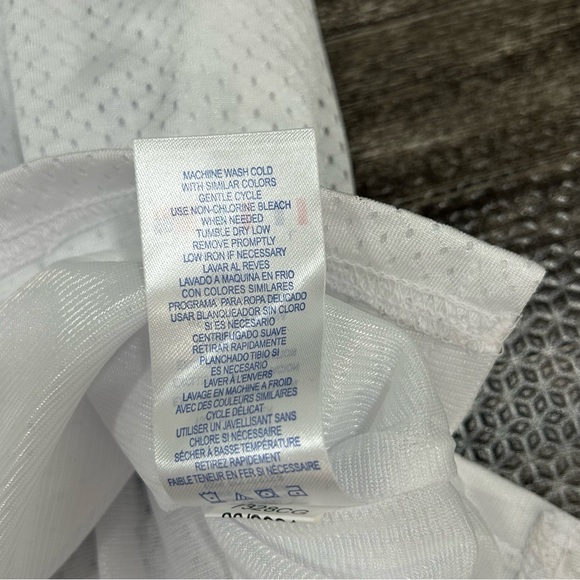 MACHIINE WASH COLD
WITH SIMILAR COLORS
GENTLE CYCLE
USE NON-CHLORINE BLEACH
WHEN NEEDED
TUMBLE DRY LOW
REMOVE PROMPTLY
LOW IRON IF NECESSARY
LAVAR AL REVES
LAVADO A MAQUINA EN FRIO
CON COLORES SIMILARES
PROGRAMA, PARA ROPA DELICADO
USAR BLANQUEADOR SIN CLORO
SI ES NECESARIO
CENTRIFUGADO SUAVE
RETIRAR RAPIDAMENTE
PLANCHADO TIBIO SI
ES NECESARIO
LAVER À L'ENVERS
LAVAGE EN MACHINE A FROID
AVEC DES COULEURS SIMILAIRES
CYCLE DÉLICAT
UTILISER UN JAVELLISANT SANS
CHLORE SI NÉCESSAIRE
SÉCHER À BASSE TEMPÉRATURE
RETIREZ RAPIDEMENT
FAIBLE TENEUR EN FER SI NÉCESSAIRE
7328CG